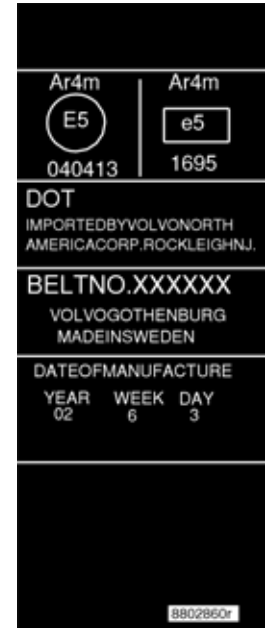 Ar4m Ar4m
E5 e5
040413 1695
DOT
IMPORTEDBYVOLVONORTH
AMERICACORP.ROCKLEIGHNJ.
BELTNO.XXXXXX
VOLVOGOTHENBURG
MADEINSWEDEN
DATEOFMANUFACTURE
YEAR WEEK DAY
02 6 3
8802860r